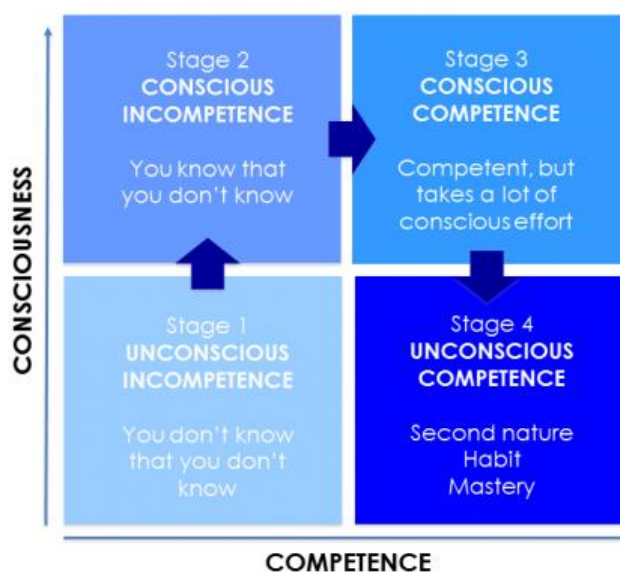 CONSCIOUSNESS
Stage 2
CONSCIOUS
INCOMPETENCE
You know that
you don't know
Stage 3
CONSCIOUS
COMPETENCE
Competent, but
takes a lot of
conscious effort
Stage 1
UNCONSCIOUS
INCOMPETENCE
You don't know
that you don't
know
Stage 4
UNCONSCIOUS
COMPETENCE
Second nature
Habit
Mastery
COMPETENCE